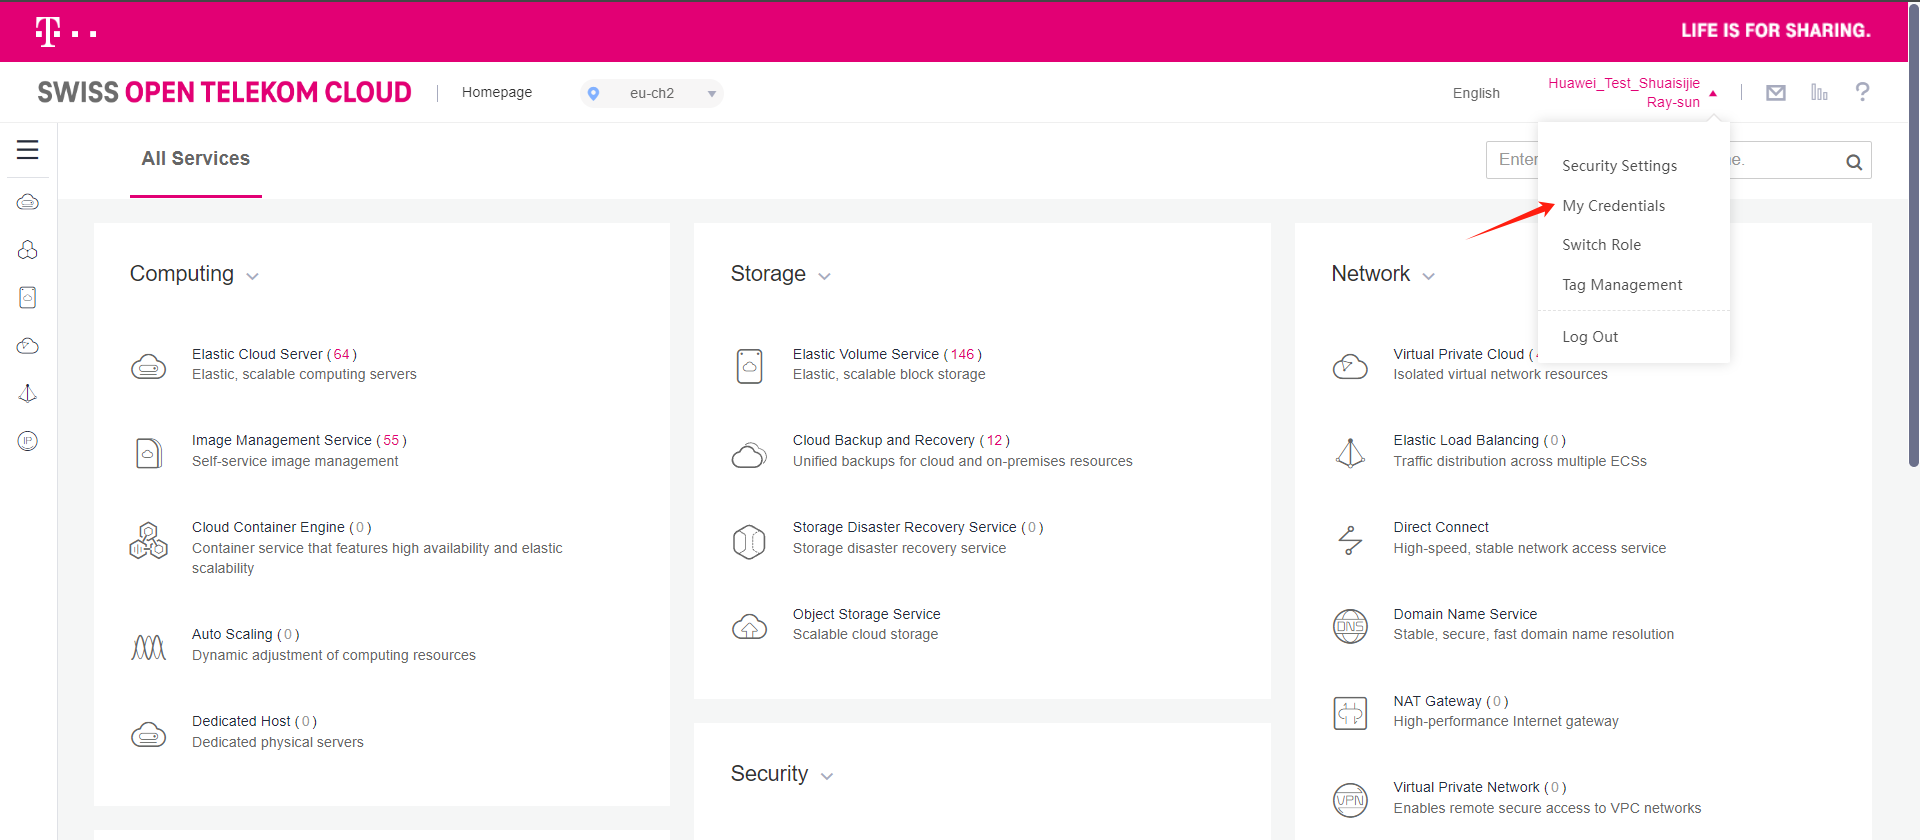 T
LIFE IS FOR SHARING.
SWISS OPEN TELEKOM CLOUD
Homepage
eu-ch2
English
Huawei_Test_Shuaisijie
Ray-sun
?
All Services
Enter
e.
Security Settings
My Credentials
Switch Role
Tag Management
Log Out
Computing
Elastic Cloud Server (64)
Elastic, scalable computing servers
Image Management Service (55)
Self-service image management
Cloud Container Engine (0)
Container service that features high availability and elastic
scalability
Auto Scaling (0)
Dynamic adjustment of computing resources
Dedicated Host (0)
Dedicated physical servers
Storage
Elastic Volume Service (146)
Elastic, scalable block storage
Cloud Backup and Recovery (12)
Unified backups for cloud and on-premises resources
Storage Disaster Recovery Service (0)
Storage disaster recovery service
Object Storage Service
Scalable cloud storage
Security
Network
Virtual Private Cloud (
Isolated virtual network resources
Elastic Load Balancing (0)
Traffic distribution across multiple ECSs
Direct Connect
High-speed, stable network access service
DNS
Domain Name Service
Stable, secure, fast domain name resolution
NAT Gateway (0)
High-performance Internet gateway
VPN
Virtual Private Network (0)
Enables remote secure access to VPC networks
IP